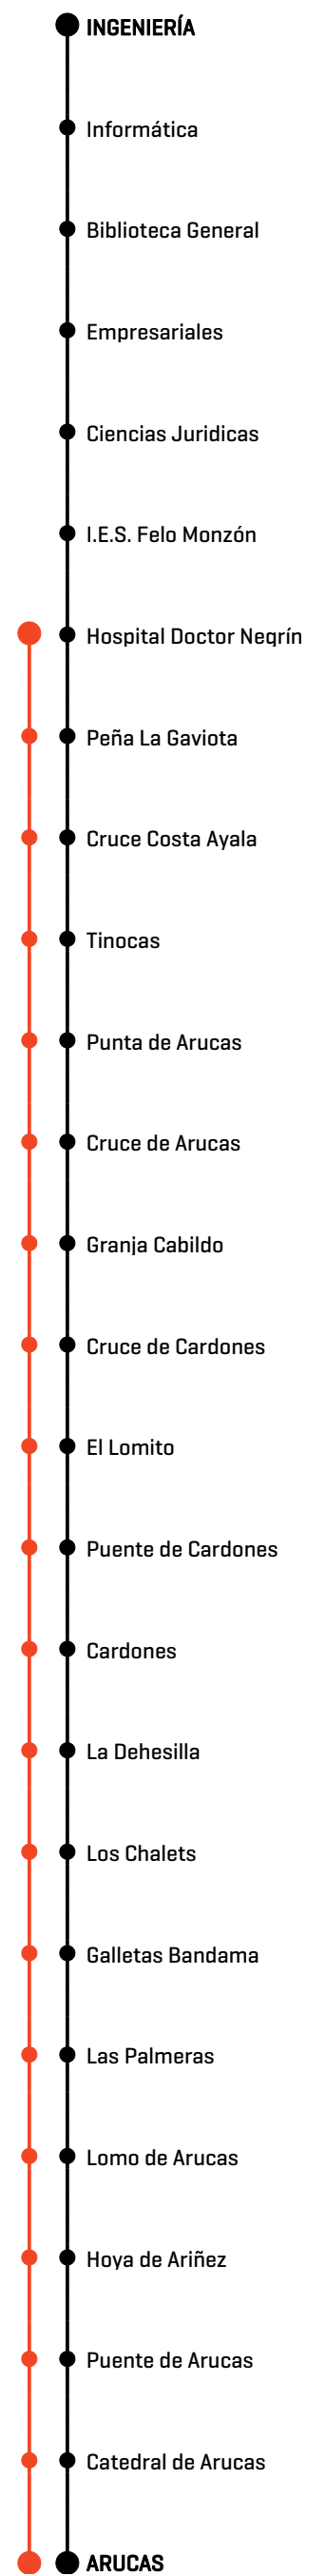 INGENIERÍA
Informática
Biblioteca General
Empresariales
Ciencias Juridicas
I.E.S. Felo Monzón
Hospital Doctor Negrín
Peña La Gaviota
Cruce Costa Ayala
Tinocas
Punta de Arucas
Cruce de Arucas
Granja Cabildo
Cruce de Cardones
El Lomito
Puente de Cardones
Cardones
La Dehesilla
Los Chalets
Galletas Bandama
Las Palmeras
Lomo de Arucas
Hoya de Ariñez
Puente de Arucas
Catedral de Arucas
ARUCAS